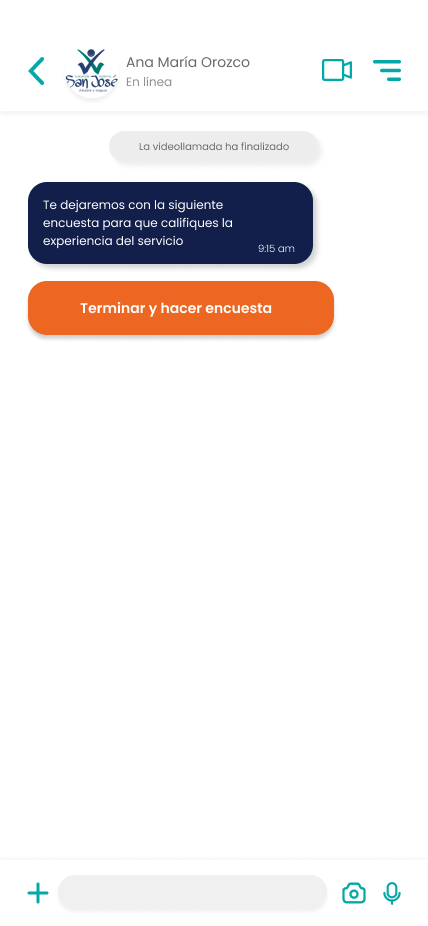 Ana María Orozco
San José
En línea
La videollamada ha finalizado
Te dejaremos con la siguiente
encuesta para que califiques la
experiencia del servicio
9:15 am
Terminar y hacer encuesta